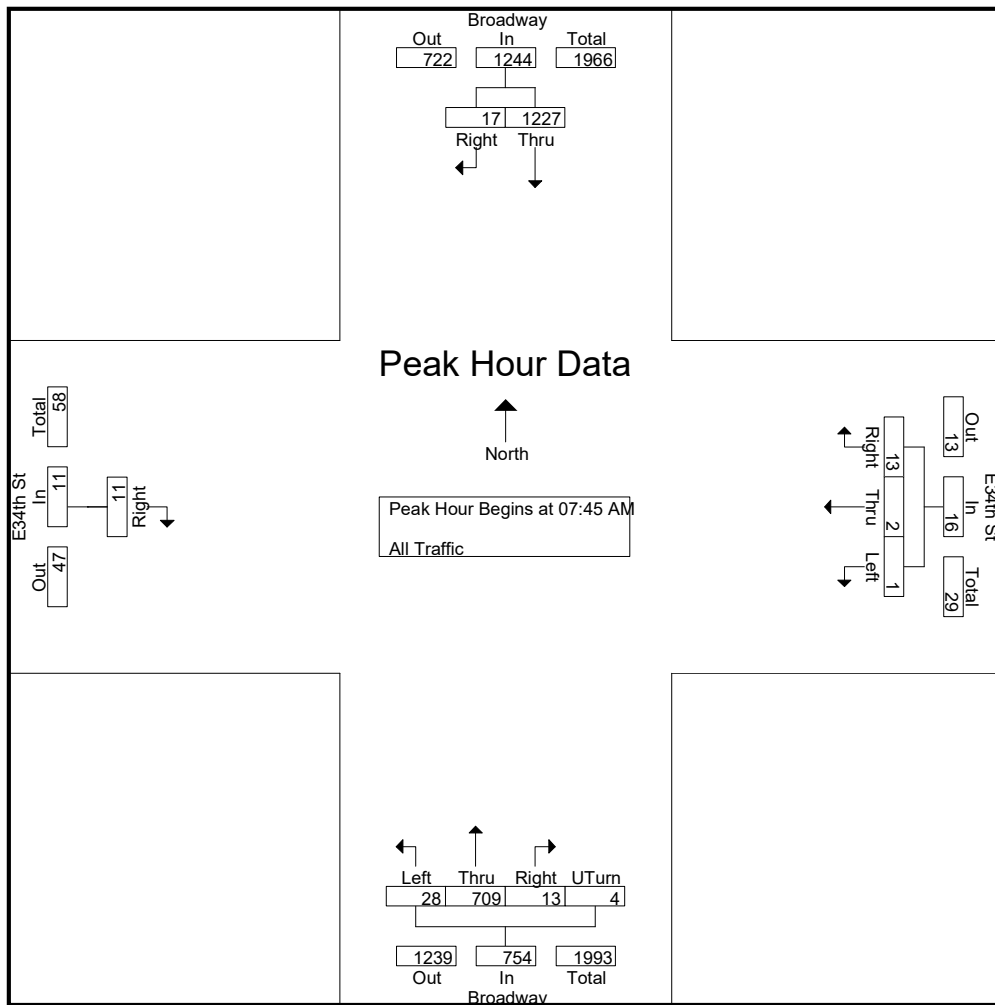 Broadway
Out In Total
722 1244 1966
17 1227
Right Thru
Peak Hour Data
North
Peak Hour Begins at 07:45 AM
All Traffic
E34th St
Total In Out
58 11 47
11
Right
E34th St
Out In Total
13 16 29
13 2 1
Right Thru Left
Left Thru Right UTurn
28 709 13 4
1239 754 1993
Out In Total
Broadway